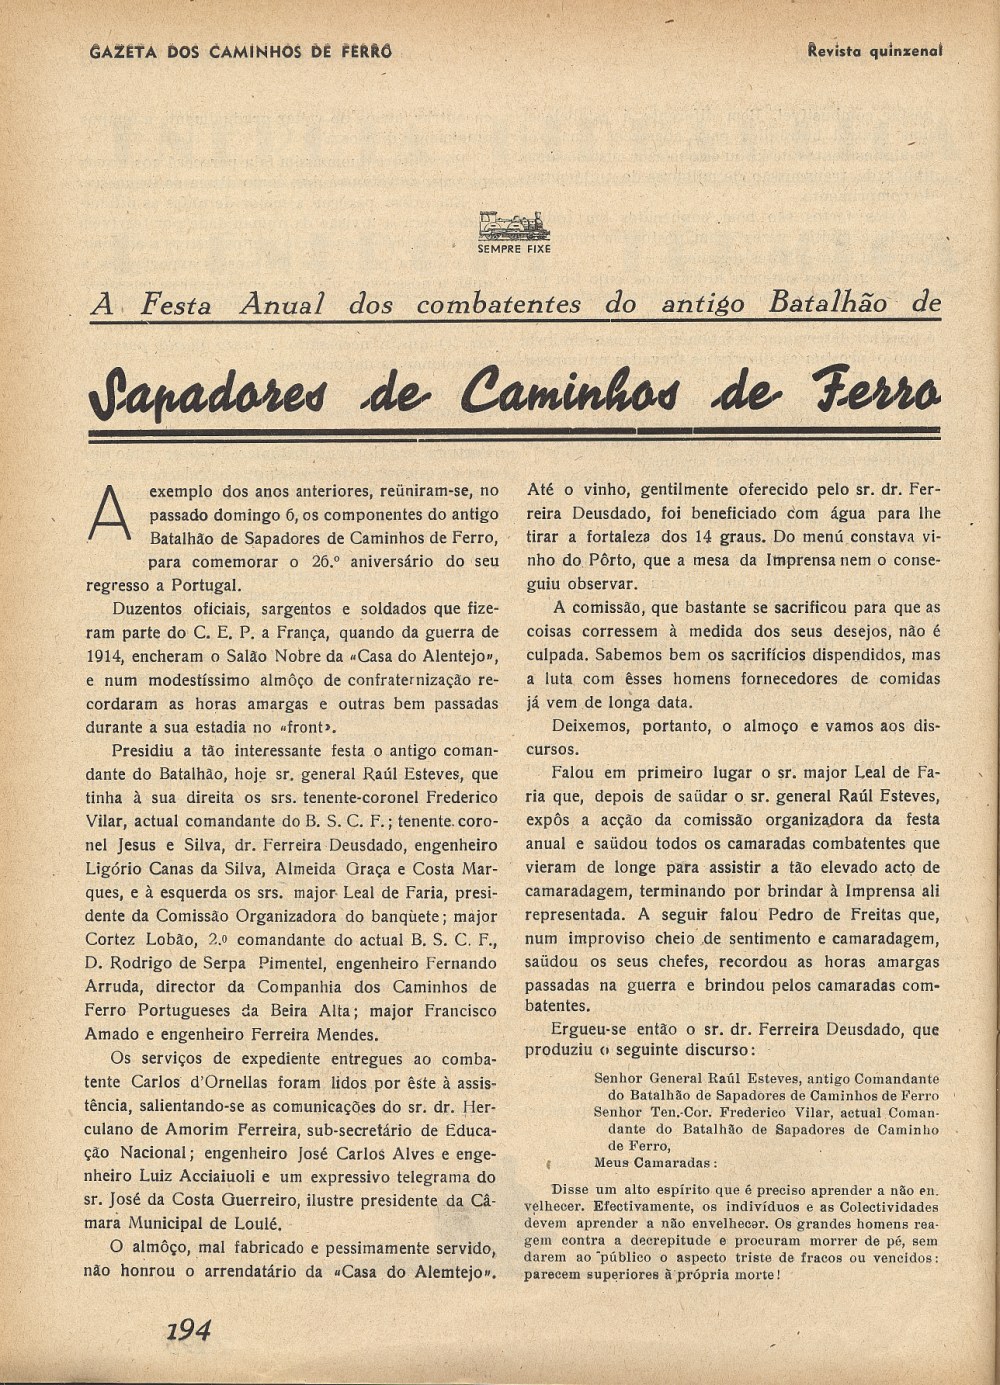 GAZETA DOS CAMINHOS DE FERRO
Revista quinzenal
SEMPRE FIXE
A Festa Anual dos combatentes do antigo Batalhão de
Sapadores de Caminhos de Ferro
A exemplo dos anos anteriores, reüniram-se, no
passado domingo 6, os componentes do antigo
Batalhão de Sapadores de Caminhos de Ferro,
para comemorar o 26.º aniversário do seu
regresso a Portugal.
Duzentos oficiais, sargentos e soldados que fize-
ram parte do C. E. P. a França, quando da guerra de
1914, encheram o Salão Nobre da «Casa do Alentejo»,
e num modestíssimo almôço de confraternização re-
cordaram as horas amargas e outras bem passadas
durante a sua estadia no «front».
Presidiu a tão interessante festa o antigo coman-
dante do Batalhão, hoje sr. general Raúl Esteves, que
tinha à sua direita os srs. tenente-coronel Frederico
Vilar, actual comandante do B. S. C. F.; tenente.coro-
nel Jesus e Silva, dr. Ferreira Deusdado, engenheiro
Ligório Canas da Silva, Almeida Graça e Costa Mar-
ques, e à esquerda os srs. major Leal de Faria, presi-
dente da Comissão Organizadora do banqüete; major
Cortez Lobão, 2.º comandante do actual B. S. C. F.,
D. Rodrigo de Serpa Pimentel, engenheiro Fernando
Arruda, director da Companhia dos Caminhos de
Ferro Portugueses da Beira Alta; major Francisco
Amado e engenheiro Ferreira Mendes.
Os serviços de expediente entregues ao comba-
tente Carlos d'Ornellas foram lidos por êste à assis-
tência, salientando-se as comunicações do sr. dr. Her-
culano de Amorim Ferreira, sub-secretário de Educa-
ção Nacional; engenheiro José Carlos Alves e enge-
nheiro Luiz Acciaiuoli e um expressivo telegrama do
sr. José da Costa Guerreiro, ilustre presidente da Câ-
mara Municipal de Loulé.
O almôço, mal fabricado e pessimamente servido,
não honrou o arrendatário da «Casa do Alemtejo».
Até o vinho, gentilmente oferecido pelo sr. dr. Fer-
reira Deusdado, foi beneficiado com água para lhe
tirar a fortaleza dos 14 graus. Do menú constava vi-
nho do Pôrto, que a mesa da Imprensa nem o conse-
guiu observar.
A comissão, que bastante se sacrificou para que as
coisas corressem à medida dos seus desejos, não é
culpada. Sabemos bem os sacrifícios dispendidos, mas
a luta com êsses homens fornecedores de comidas
já vem de longa data.
Deixemos, portanto, o almoço e vamos aos dis-
cursos.
Falou em primeiro lugar o sr. major Leal de Fa-
ria que, depois de saüdar o sr. general Raúl Esteves,
expôs a acção da comissão organizadora da festa
anual e saüdou todos os camaradas combatentes que
vieram de longe para assistir a tão elevado acto de
camaradagem, terminando por brindar à Imprensa ali
representada. A seguir falou Pedro de Freitas que,
num improviso cheio de sentimento e camaradagem,
saüdou os seus chefes, recordou as horas amargas
passadas na guerra e brindou pelos camaradas com-
batentes.
Ergueu-se então o sr. dr. Ferreira Deusdado, que
produziu o seguinte discurso:
Senhor General Raúl Esteves, antigo Comandante
do Batalhão de Sapadores de Caminhos de Ferro
Senhor Ten.-Cor. Frederico Vilar, actual Coman-
dante do Batalhão de Sapadores de Caminho
de Ferro,
Meus Camaradas:
Disse um alto espírito que é preciso aprender a não en.
velhecer. Efectivamente, os indivíduos e as Colectividades
devem aprender a não envelhecer. Os grandes homens rea-
gem contra a decrepitude e procuram morrer de pé, sem
darem ao público o aspecto triste de fracos ou vencidos:
parecem superiores à própria morte!
194